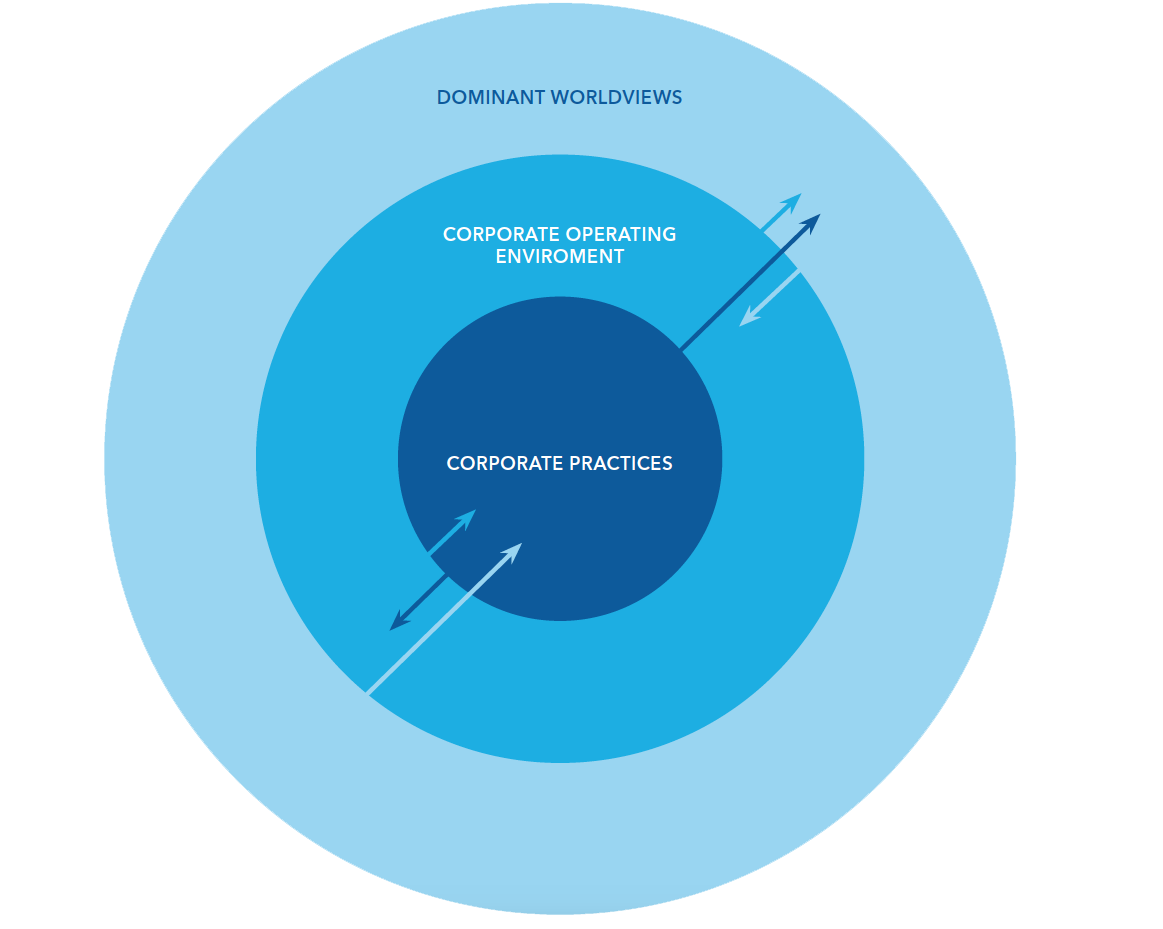 DOMINANT WORLDVIEWS
CORPORATE OPERATING
ENVIROMENT
CORPORATE PRACTICES